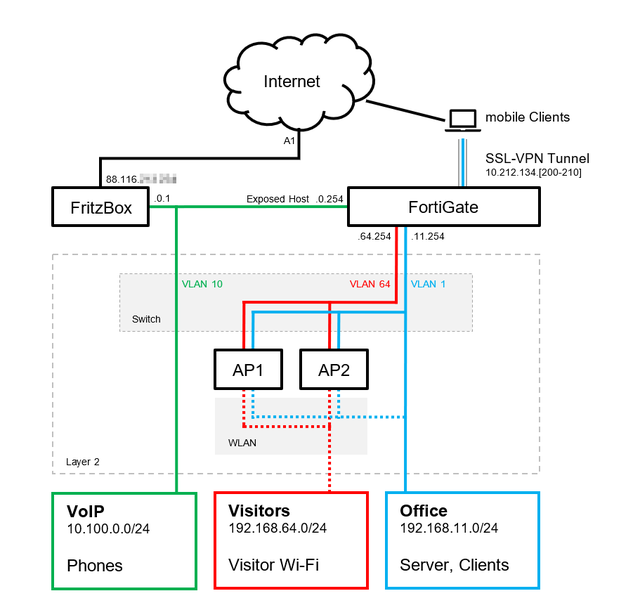 Internet
mobile Clients
A1
SSL-VPN Tunnel
10.212.134.[200-210]
88.116.
FritzBox
.0.1
Exposed Host .0.254
FortiGate
.64.254
.11.254
VLAN 10
VLAN 64
VLAN 1
Switch
AP1
AP2
WLAN
Layer 2
VoIP
10.100.0.0/24
Phones
Visitors
192.168.64.0/24
Visitor Wi-Fi
Office
192.168.11.0/24
Server, Clients